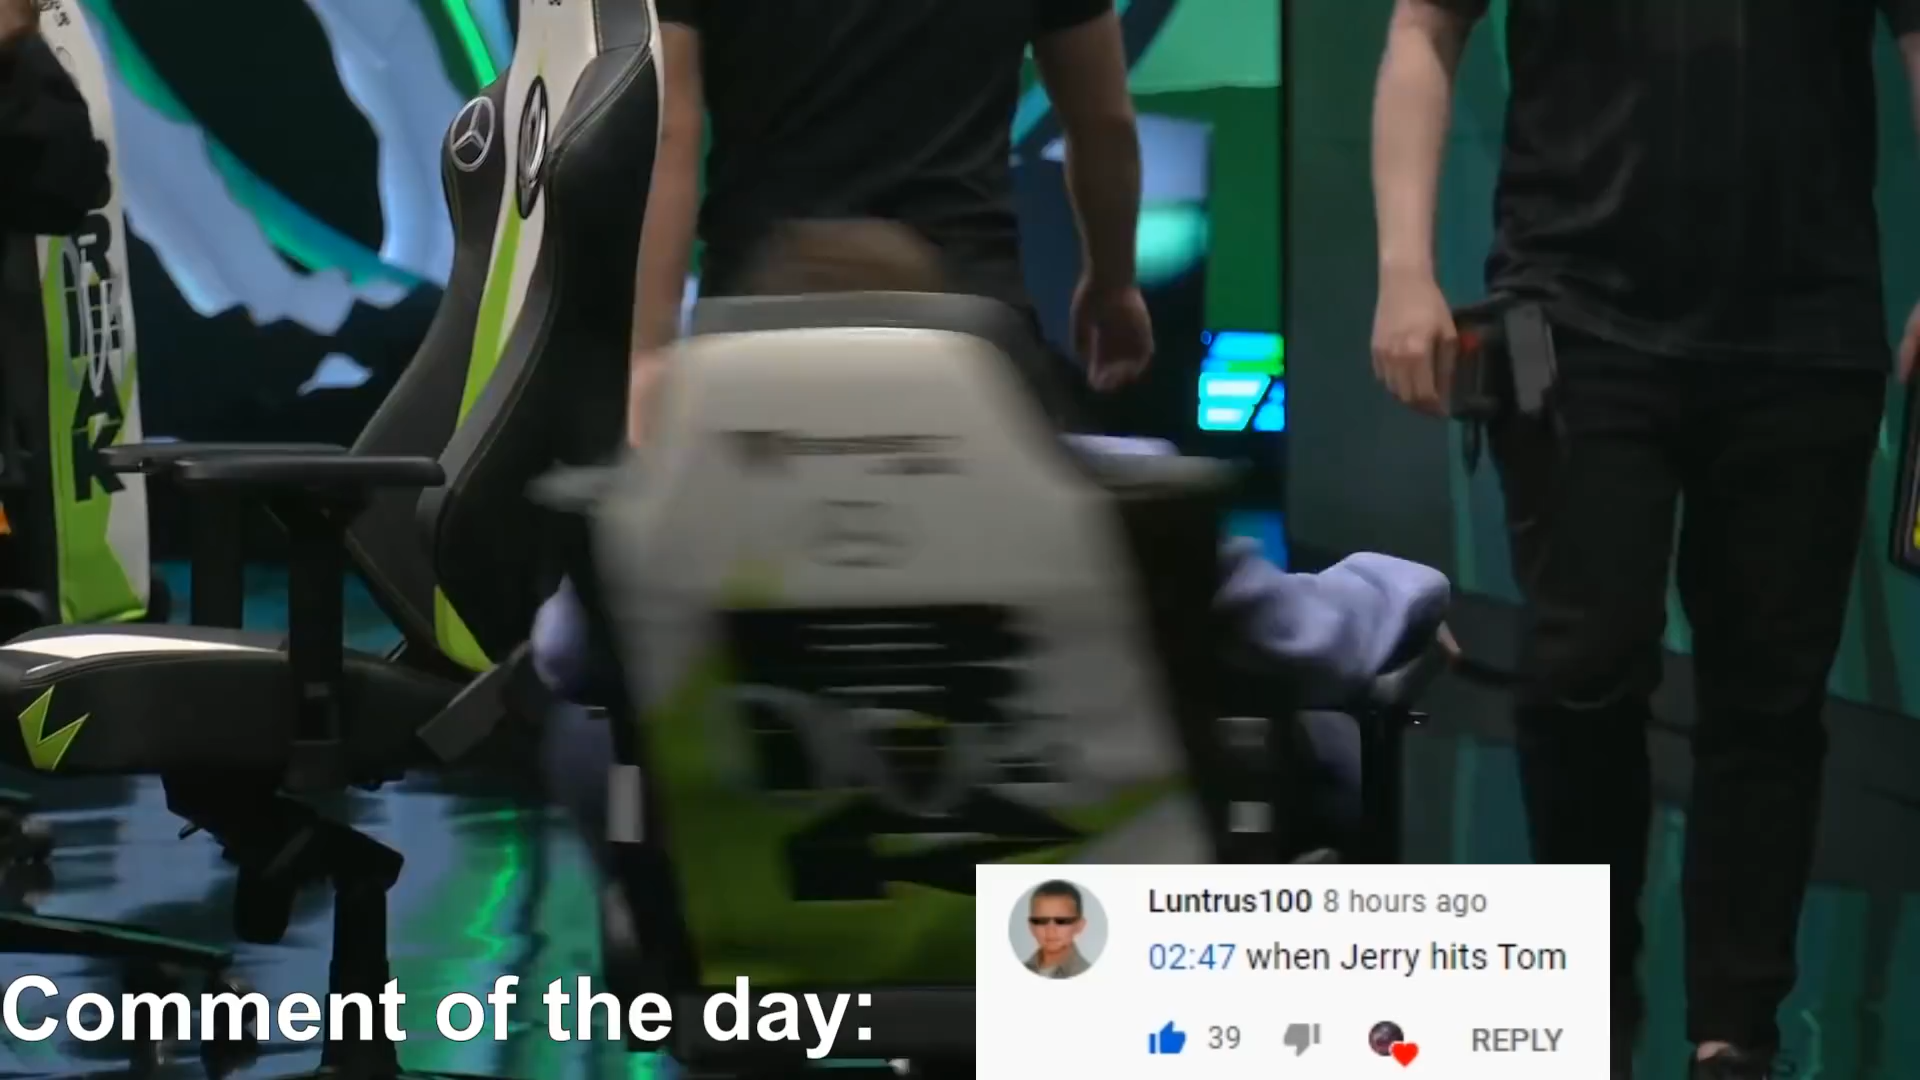 Comment of the day:
Luntrus100 8 hours ago
02:47 when Jerry hits Tom
39
REPLY